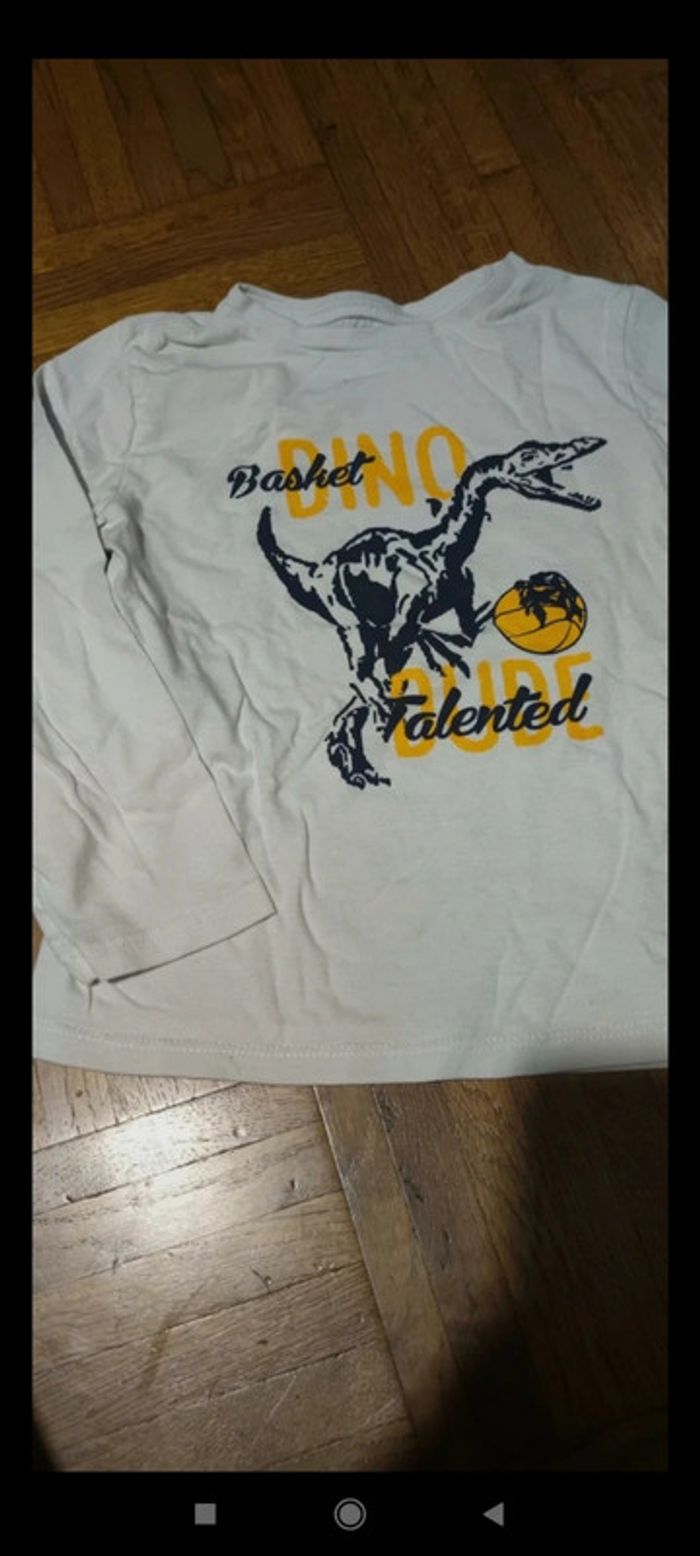 DINO
Basket
DUDE
Talented